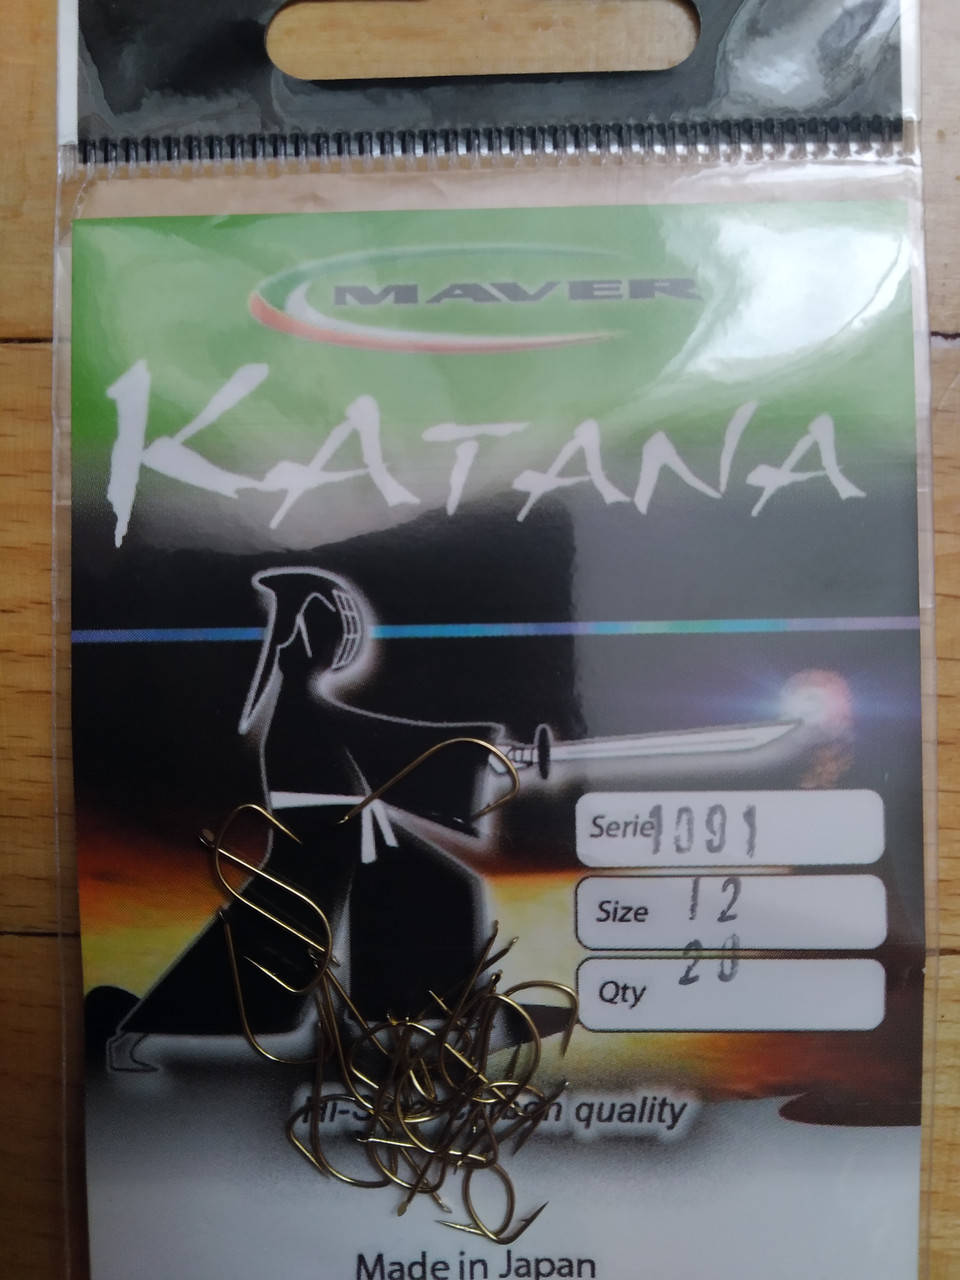 MAVER
KATANA
Serie 1091
Size 12
Qty 20
quality
Made in Japan